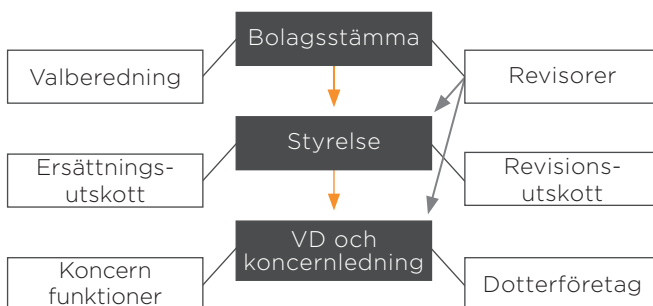 Bolagsstämma
Valberedning
Revisorer
Styrelse
Ersättnings-
utskott
Revisions-
utskott
VD och
koncernledning
Koncern
funktioner
Dotterföretag